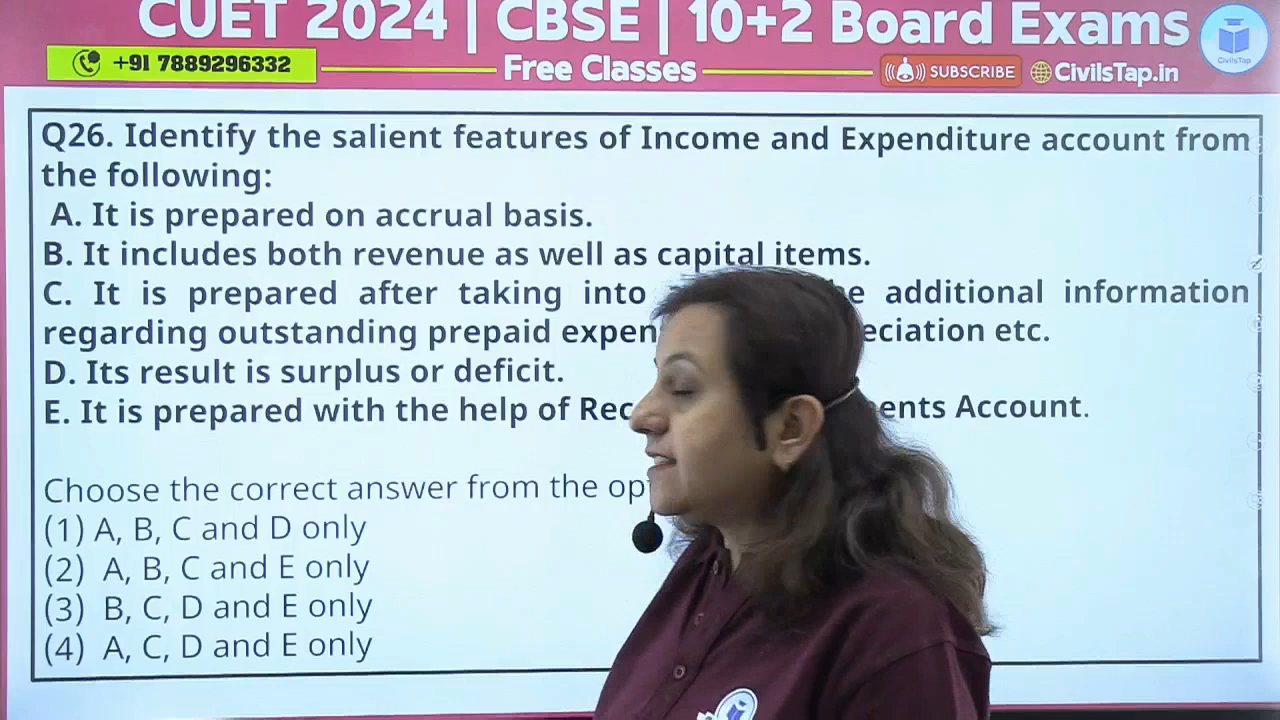 CUET 2024 | CBSE | 10+2 Board Exams
+91 7889296332
Free Classes
SUBSCRIBE
CivilsTap.in
CivilsTap
Q26. Identify the salient features of Income and Expenditure account from
the following:
A. It is prepared on accrual basis.
B. It includes both revenue as well as capital items.
C. It is prepared after taking into additional information
regarding outstanding prepaid etc.
D. Its result is surplus or deficit.
E. It is prepared with the help of Account.
Choose the correct answer from the
(1) A, B, C and D only
(2) A, B, C and E only
(3) B, C, D and E only
(4) A, C, D and E only